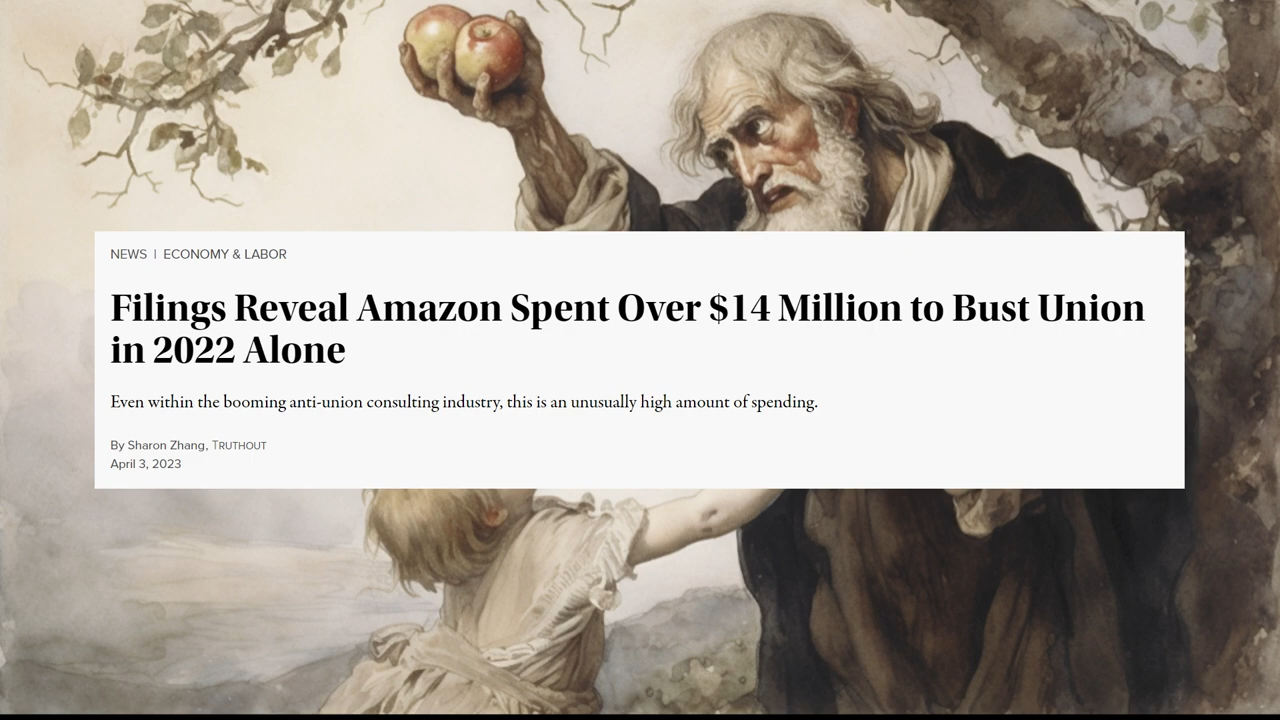 NEWS | ECONOMY & LABOR
Filings Reveal Amazon Spent Over $14 Million to Bust Union
in 2022 Alone
Even within the booming anti-union consulting industry, this is an unusually high amount of spending.
By Sharon Zhang, TRUTHOUT
April 3, 2023